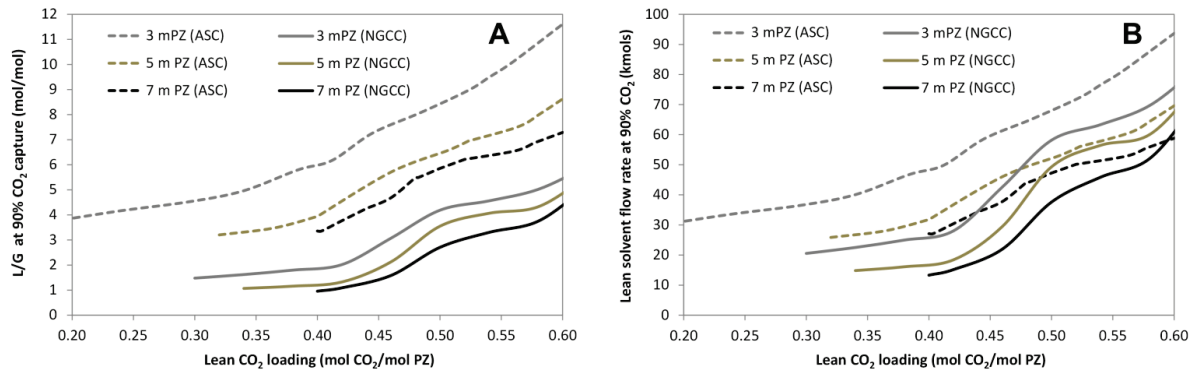 A
L/G at 90% CO₂ capture (mol/mol)
12
11
10
9
8
7
6
5
4
3
2
1
0
3 mPZ (ASC)
3 mPZ (NGCC)
5 m PZ (ASC)
5 m PZ (NGCC)
7 m PZ (ASC)
7 m PZ (NGCC)
0.20 0.30 0.35 0.40 0.45 0.50 0.55 0.60
Lean CO₂ loading (mol CO₂/mol PZ)
B
Lean solvent flow rate at 90% CO₂ (kmols)
100
90
80
70
60
50
40
30
20
10
0
3 m PZ (ASC)
3 m PZ (NGCC)
5 m PZ (ASC)
5 m PZ (NGCC)
7 m PZ (ASC)
7 m PZ (NGCC)
0.20 0.30 0.35 0.40 0.45 0.50 0.55 0.60
Lean CO₂ loading (mol CO₂/mol PZ)